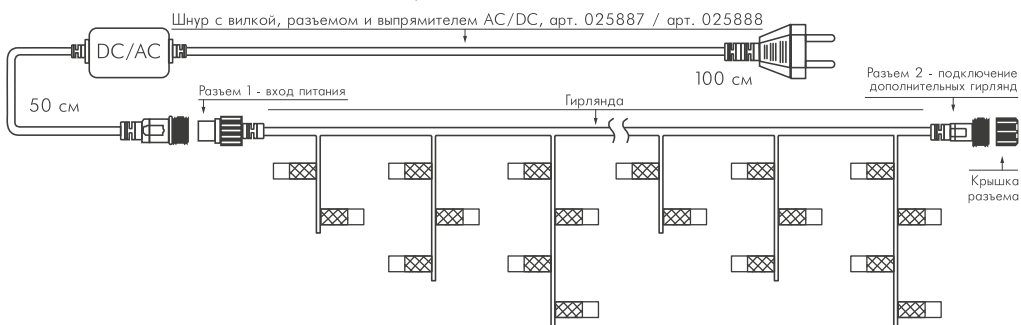 Шнур с вилкой, разъемом и выпрямителем AC/DC, арт. 025887 / арт. 025888
DC/AC
100 см
50 см
Разъем 1 - вход питания
Гирлянда
Разъем 2 - подключение
дополнительных гирлянд
Крышка
разъема